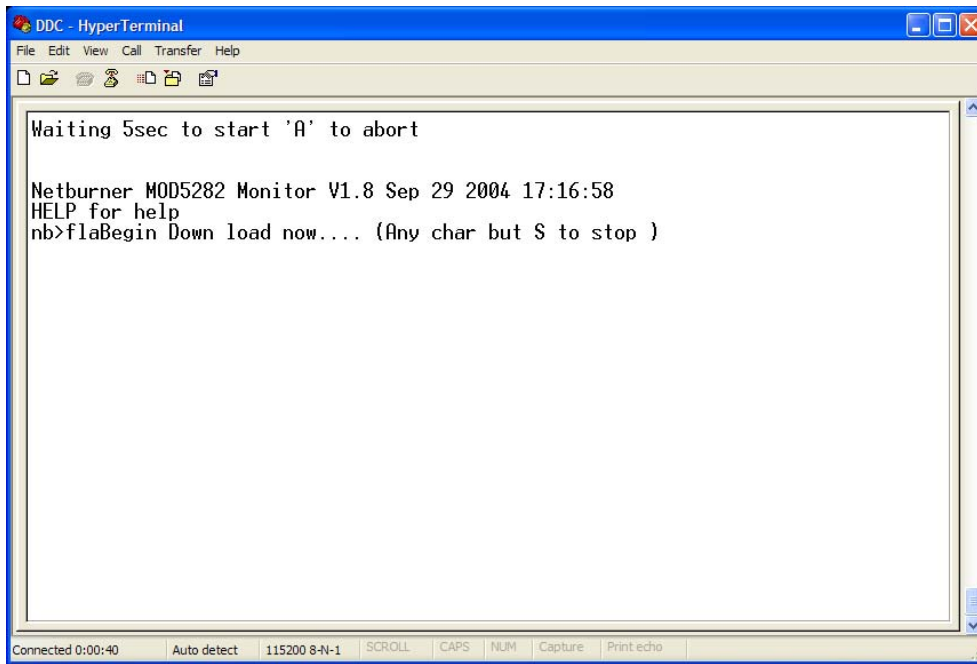 DDC - HyperTerminal
File Edit View Call Transfer Help
Waiting 5sec to start 'A' to abort
Netburner MOD5282 Monitor V1.8 Sep 29 2004 17:16:58
HELP for help
nb>flaBegin Down load now.... (Any char but S to stop )
Connected 0:00:40 Auto detect 115200 8-N-1 SCROLL CAPS NUM Capture Print echo